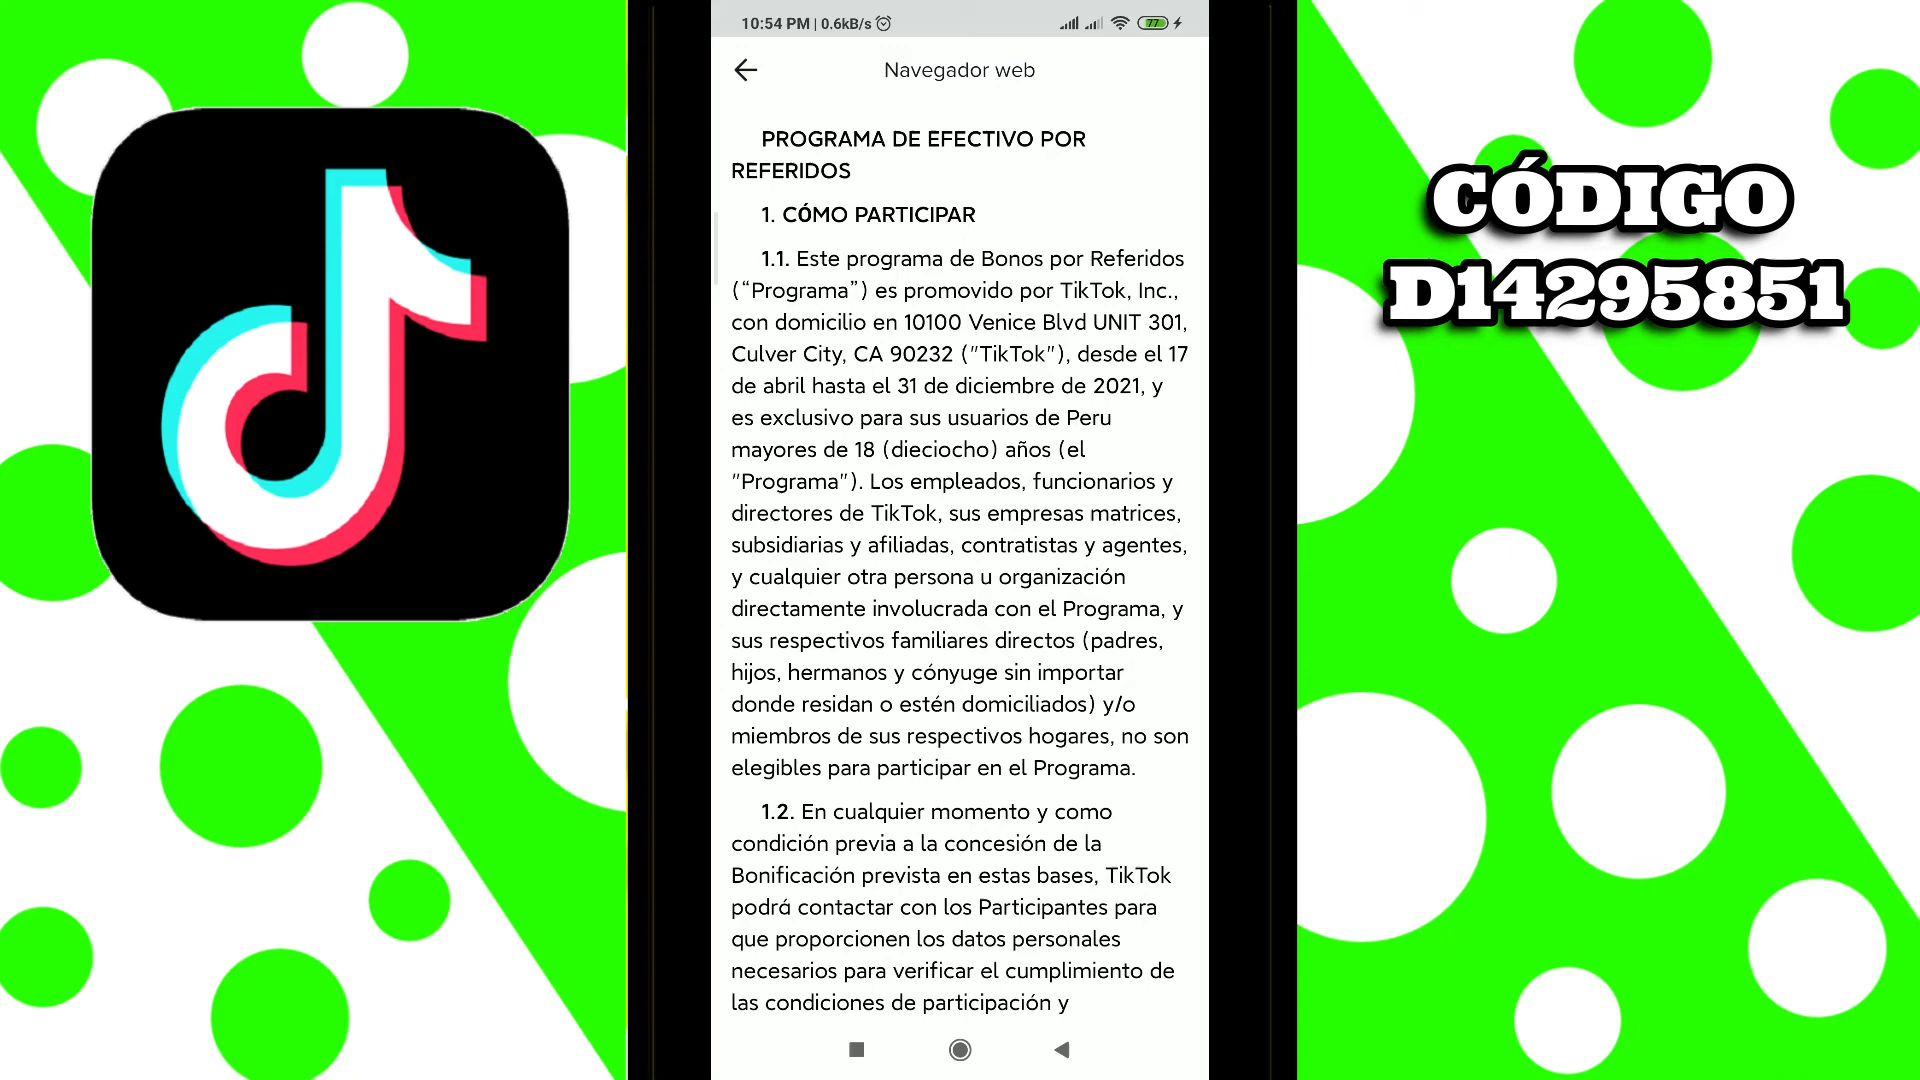 10:54 PM | 0.6kB/s
77
Navegador web
PROGRAMA DE EFECTIVO POR
REFERIDOS
1. CÓMO PARTICIPAR
1.1. Este programa de Bonos por Referidos
(“Programa”) es promovido por TikTok, Inc.,
con domicilio en 10100 Venice Blvd UNIT 301,
Culver City, CA 90232 ("TikTok"), desde el 17
de abril hasta el 31 de diciembre de 2021, y
es exclusivo para sus usuarios de Peru
mayores de 18 (dieciocho) años (el
"Programa"). Los empleados, funcionarios y
directores de TikTok, sus empresas matrices,
subsidiarias y afiliadas, contratistas y agentes,
y cualquier otra persona u organización
directamente involucrada con el Programa, y
sus respectivos familiares directos (padres,
hijos, hermanos y cónyuge sin importar
donde residan o estén domiciliados) y/o
miembros de sus respectivos hogares, no son
elegibles para participar en el Programa.
1.2. En cualquier momento y como
condición previa a la concesión de la
Bonificación prevista en estas bases, TikTok
podrá contactar con los Participantes para
que proporcionen los datos personales
necesarios para verificar el cumplimiento de
las condiciones de participación y
CÓDIGO
D14295851